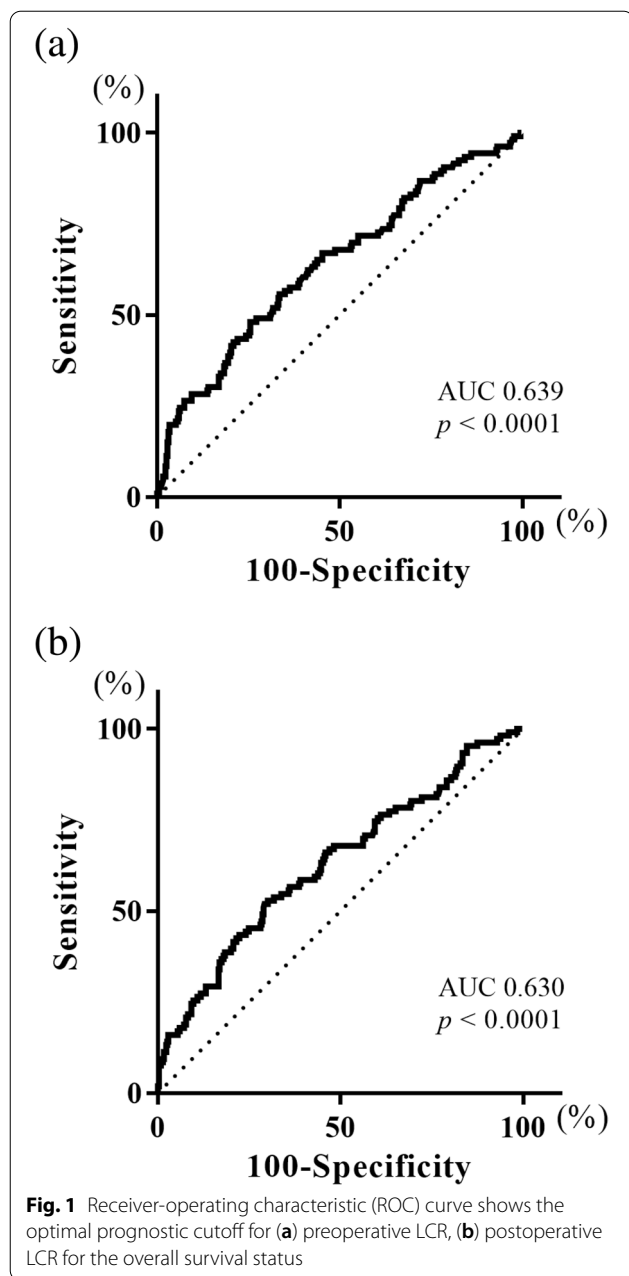 (a)
(%)
100
Sensitivity
50
AUC 0.639
p < 0.0001
0
0 50 100 (%)
100-Specificity
(b)
(%)
100
Sensitivity
50
AUC 0.630
p < 0.0001
0
0 50 100 (%)
100-Specificity
Fig. 1 Receiver-operating characteristic (ROC) curve shows the
optimal prognostic cutoff for (a) preoperative LCR, (b) postoperative
LCR for the overall survival status